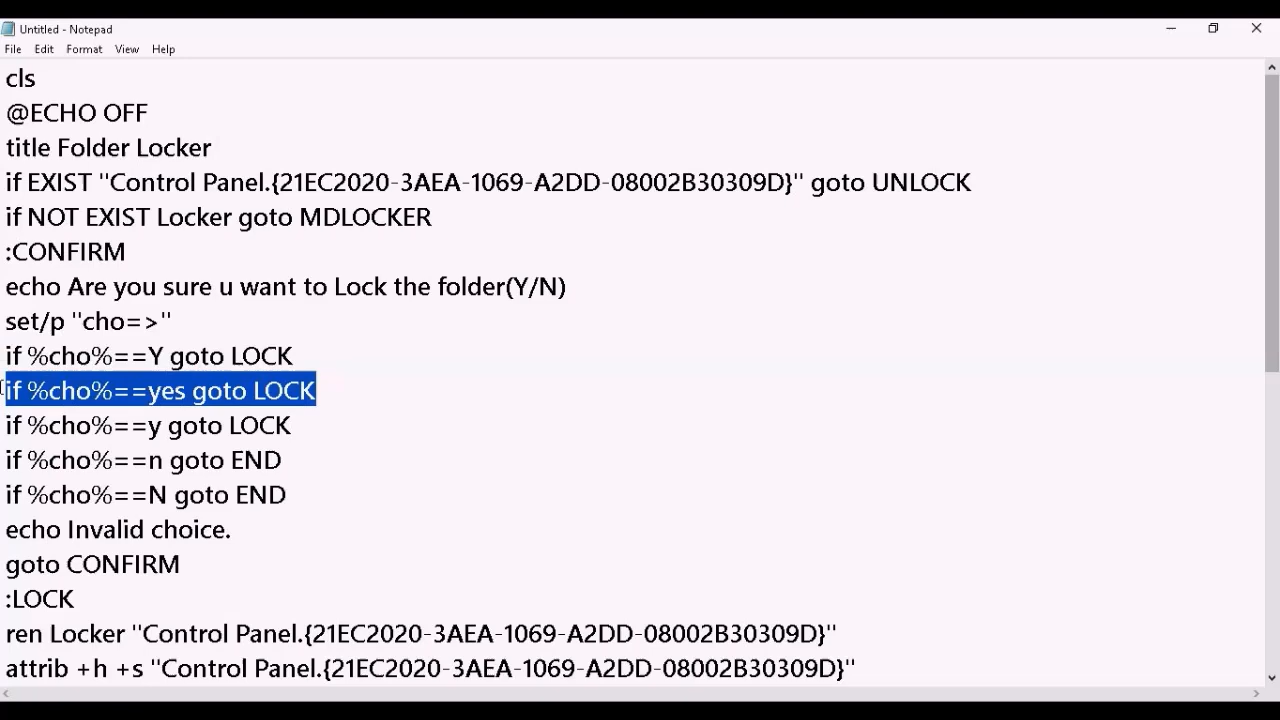 Untitled - Notepad
File Edit Format View Help
cls
@ECHO OFF
title Folder Locker
if EXIST "Control Panel.{21EC2020-3AEA-1069-A2DD-08002B30309D}" goto UNLOCK
if NOT EXIST Locker goto MDLOCKER
:CONFIRM
echo Are you sure u want to Lock the folder(Y/N)
set/p "cho=>"
if %cho%==Y goto LOCK
if %cho%==yes goto LOCK
if %cho%==y goto LOCK
if %cho%==n goto END
if %cho%==N goto END
echo Invalid choice.
goto CONFIRM
:LOCK
ren Locker "Control Panel.{21EC2020-3AEA-1069-A2DD-08002B30309D}"
attrib +h +s "Control Panel.{21EC2020-3AEA-1069-A2DD-08002B30309D}"